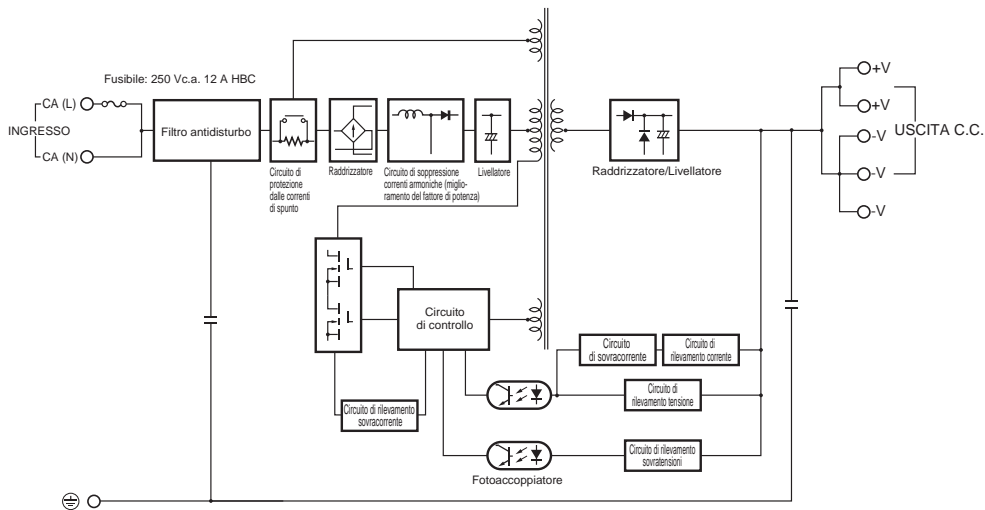 Fusibile: 250 Vc.a. 12 A HBC
CA (L)
INGRESSO
CA (N)
Filtro antidisturbo
Circuito di
protezione
dalle correnti
di spunto
Raddrizzatore
Circuito di soppressione
correnti armoniche (miglio-
ramento del fattore di potenza)
Livellatore
Raddrizzatore/Livellatore
+V
+V
-V
-V
-V
USCITA C.C.
Circuito
di controllo
Circuito di rilevamento
sovracorrente
Circuito
di sovracorrente
Circuito di
rilevamento corrente
Circuito di
rilevamento tensione
Circuito di rilevamento
sovratensioni
Fotoaccoppiatore